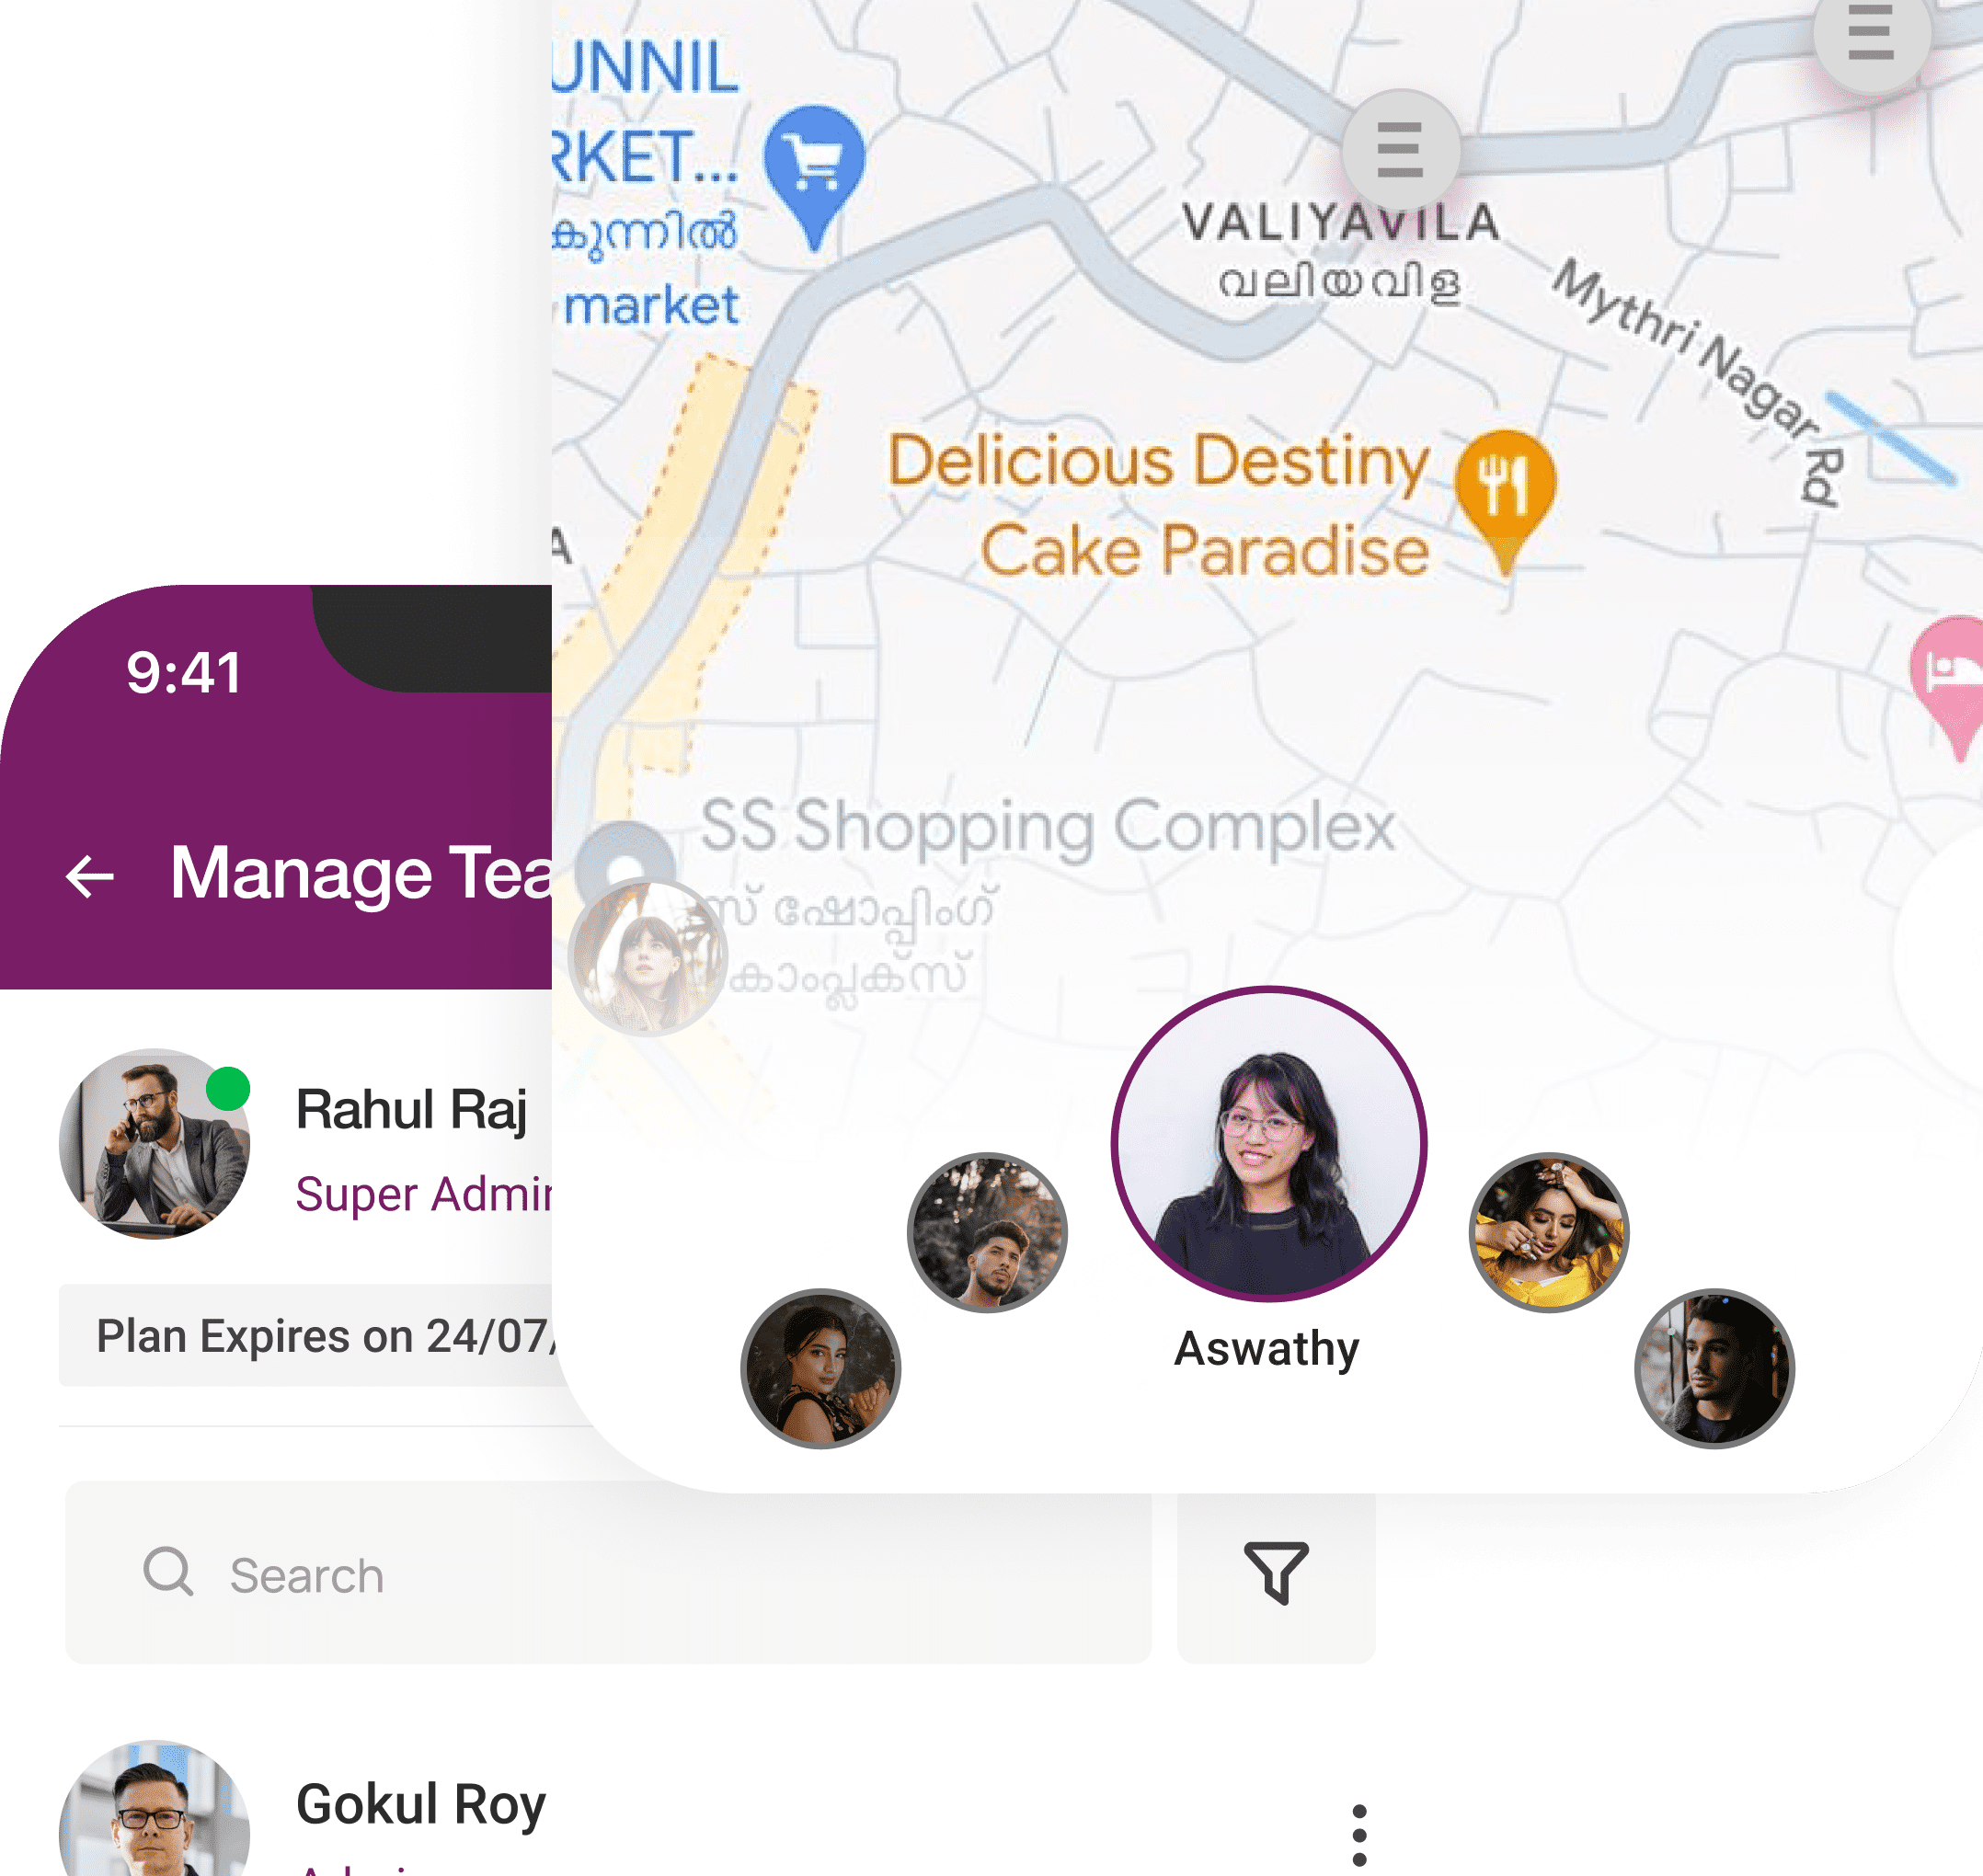 UNNIL
RKET...
കുന്നിൽ
market
VALIYAVILA
വലിയവിള
Mythri Nagar Rd
Delicious Destiny
Cake Paradise
A
SS Shopping Complex
സ് ഷോപ്പിംഗ്
കാംപ്ലക്സ്
Aswathy
9:41
Manage Tea
Rahul Raj
Super Admin
Plan Expires on 24/07/
Search
Gokul Roy
Admi